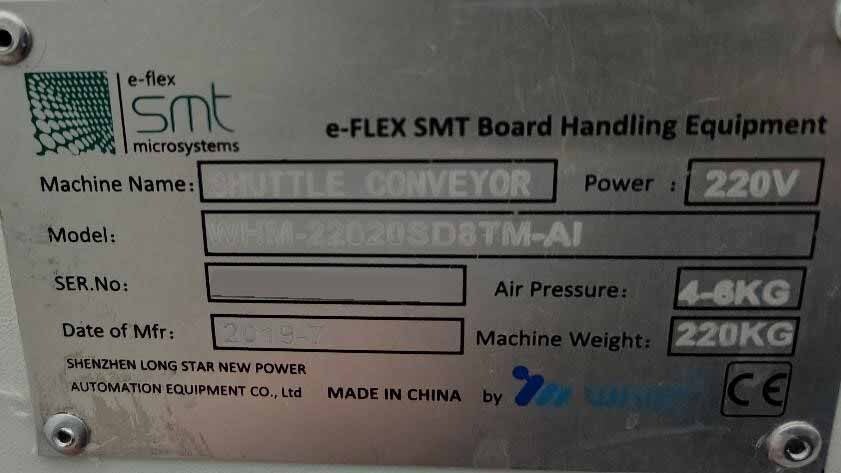 e-flex
smt
microsystems
e-FLEX SMT Board Handling Equipment
Machine Name: SHUTTLE CONVEYOR Power : 220V
Model: WHM-22020SD8TM-AI
SER.No: Air Pressure: 4-6KG
Date of Mfr: 2019-7 Machine Weight: 220KG
SHENZHEN LONG STAR NEW POWER
AUTOMATION EQUIPMENT CO., Ltd MADE IN CHINA by CE